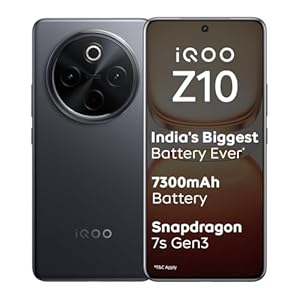 iQOO
Z10
India's Biggest
Battery Ever*
7300mAh
Battery
Snapdragon
7s Gen3
*T&C Apply
iQOO